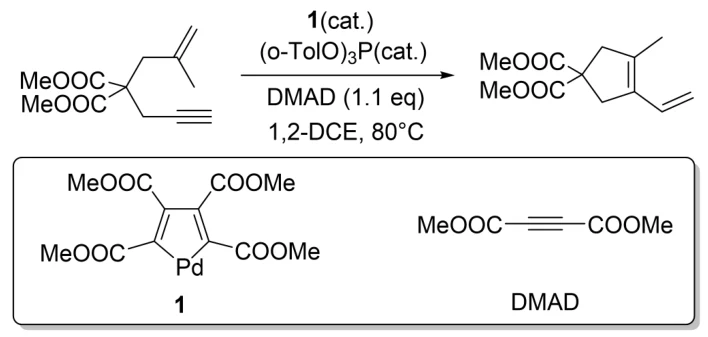 1(cat.)
(o-TolO)₃P(cat.)
DMAD (1.1 eq)
1,2-DCE, 80°C
MeOOC
MeOOC
MeOOC
MeOOC
MeOOC
COOMe
MeOOC
COOMe
Pd
1
MeOOC
COOMe
DMAD